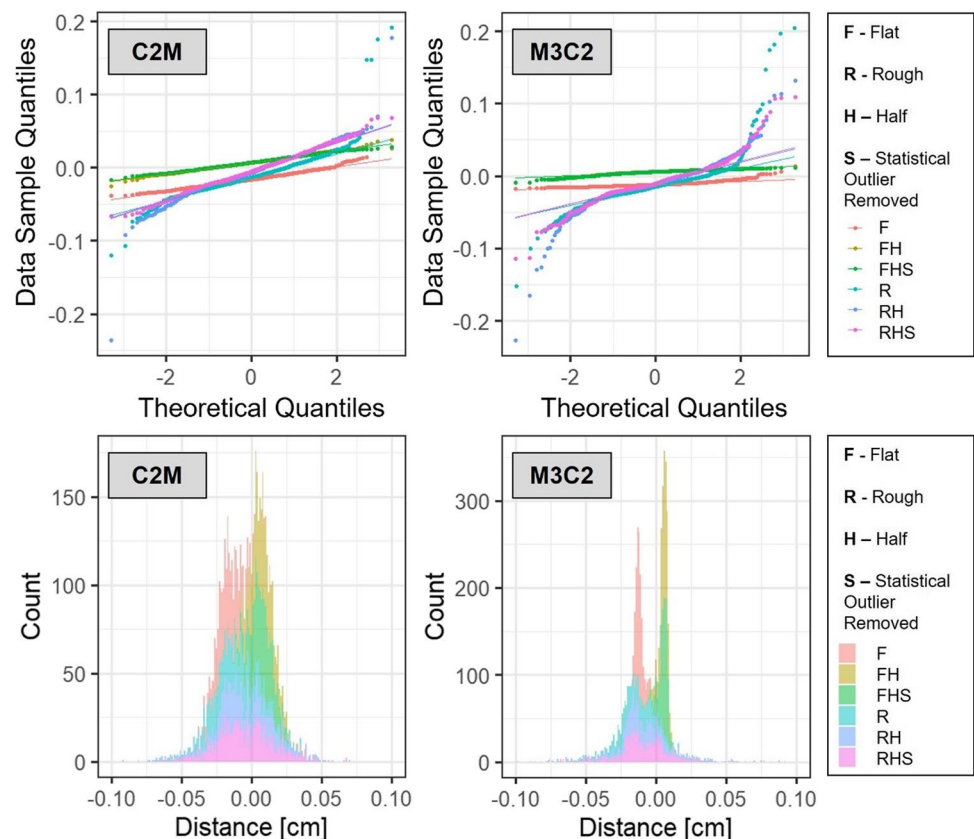 C2M
M3C2
Data Sample Quantiles
0.2
0.1
0.0
-0.1
-0.2
-2
0
2
Theoretical Quantiles
Data Sample Quantiles
0.2
0.1
0.0
-0.1
-0.2
-2
0
2
Theoretical Quantiles
F - Flat
R - Rough
H – Half
S – Statistical
Outlier
Removed
F
FH
FHS
R
RH
RHS
C2M
M3C2
Count
150
100
50
0
-0.10
-0.05
0.00
0.05
0.10
Distance [cm]
Count
300
200
100
0
-0.10
-0.05
0.00
0.05
0.10
Distance [cm]
F - Flat
R - Rough
H – Half
S – Statistical
Outlier
Removed
F
FH
FHS
R
RH
RHS